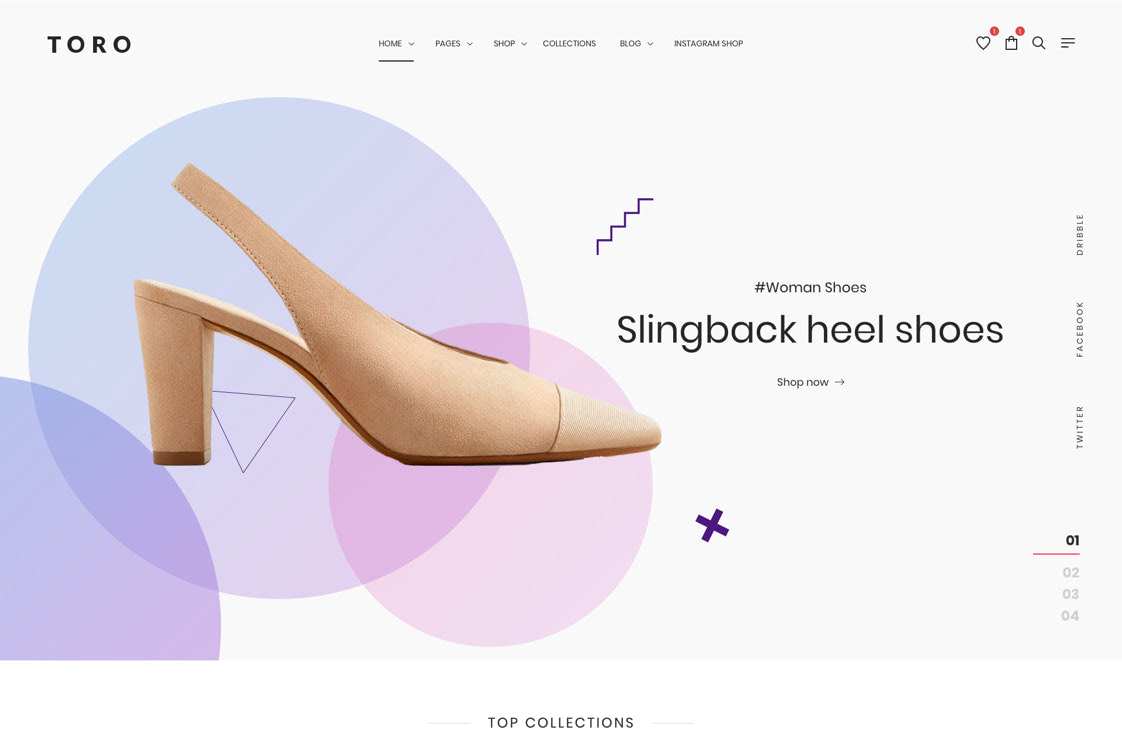 TORO
HOME
PAGES
SHOP
COLLECTIONS
BLOG
INSTAGRAM SHOP
1
1
#Woman Shoes
Slingback heel shoes
Shop now
DRIBBLE
FACEBOOK
TWITTER
01
02
03
04
TOP COLLECTIONS